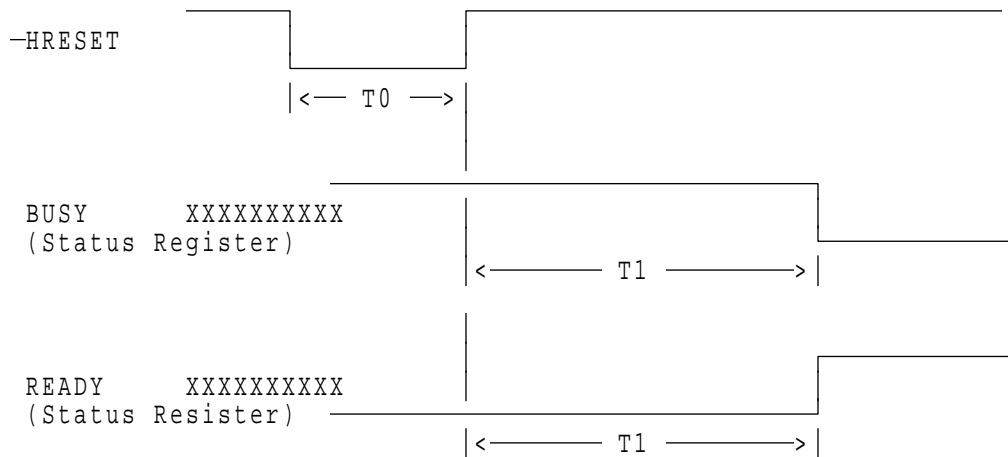 —HRESET
|<— T0 —>|
BUSY XXXXXXXXXX
(Status Register)
|<— T1 —>|
READY XXXXXXXXXX
(Status Resister)
|<— T1 —>|